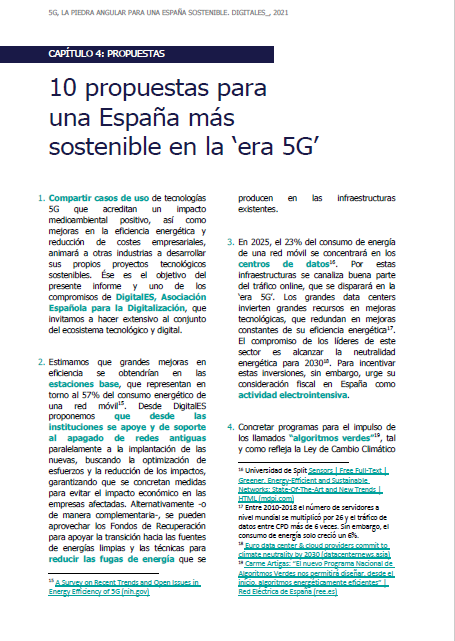 5G, LA PIEDRA ANGULAR PARA UNA ESPAÑA SOSTENIBLE. DIGITALES_, 2021
CAPÍTULO 4: PROPUESTAS
10 propuestas para
una España más
sostenible en la ‘era 5G’
1. Compartir casos de uso de tecnologías
5G que acreditan un impacto
medioambiental positivo, así como
mejoras en la eficiencia energética y
reducción de costes empresariales,
animará a otras industrias a desarrollar
sus propios proyectos tecnológicos
sostenibles. Ése es el objetivo del
presente informe y uno de los
compromisos de DigitalES, Asociación
Española para la Digitalización, que
invitamos a hacer extensivo al conjunto
del ecosistema tecnológico y digital.
2. Estimamos que grandes mejoras en
eficiencia se obtendrían en las
estaciones base, que representan en
torno al 57% del consumo energético de
una red móvil¹⁵. Desde DigitalES
proponemos que desde las
instituciones se apoye y de soporte
al apagado de redes antiguas
paralelamente a la implantación de las
nuevas, buscando la optimización de
esfuerzos y la reducción de los impactos,
garantizando que se concretan medidas
para evitar el impacto económico en las
empresas afectadas. Alternativamente -o
de manera complementaria-, se pueden
aprovechar los Fondos de Recuperación
para apoyar la transición hacia las fuentes
de energías limpias y las técnicas para
reducir las fugas de energía que se
¹⁵ A Survey on Recent Trends and Open Issues in
Energy Efficiency of 5G (nih.gov)
producen en las infraestructuras
existentes.
3. En 2025, el 23% del consumo de energía
de una red móvil se concentrará en los
centros de datos¹⁶. Por estas
infraestructuras se canaliza buena parte
del tráfico online, que se disparará en la
‘era 5G’. Los grandes data centers
invierten grandes recursos en mejoras
tecnológicas, que redundan en mejoras
constantes de su eficiencia energética¹⁷.
El compromiso de los líderes de este
sector es alcanzar la neutralidad
energética para 2030¹⁸. Para incentivar
estas inversiones, sin embargo, urge su
consideración fiscal en España como
actividad electrointensiva.
4. Concretar programas para el impulso de
los llamados “algoritmos verdes”¹⁹, tal
y como refleja la Ley de Cambio Climático
¹⁶ Universidad de Split Sensors | Free Full-Text |
Greener, Energy-Efficient and Sustainable
Networks: State-Of-The-Art and New Trends |
HTML (mdpi.com)
¹⁷ Entre 2010-2018 el número de servidores a
nivel mundial se multiplicó por 26 y el tráfico de
datos entre CPD más de 6 veces. Sin embargo, el
consumo de energía solo creció un 6%.
¹⁸ Euro data center & cloud providers commit to
climate neutrality by 2030 (datacenternews.asia)
¹⁹ Carme Artigas: “El nuevo Programa Nacional de
Algoritmos Verdes nos permitirá diseñar, desde el
inicio, algoritmos energéticamente eficientes” |
Red Eléctrica de España (ree.es)